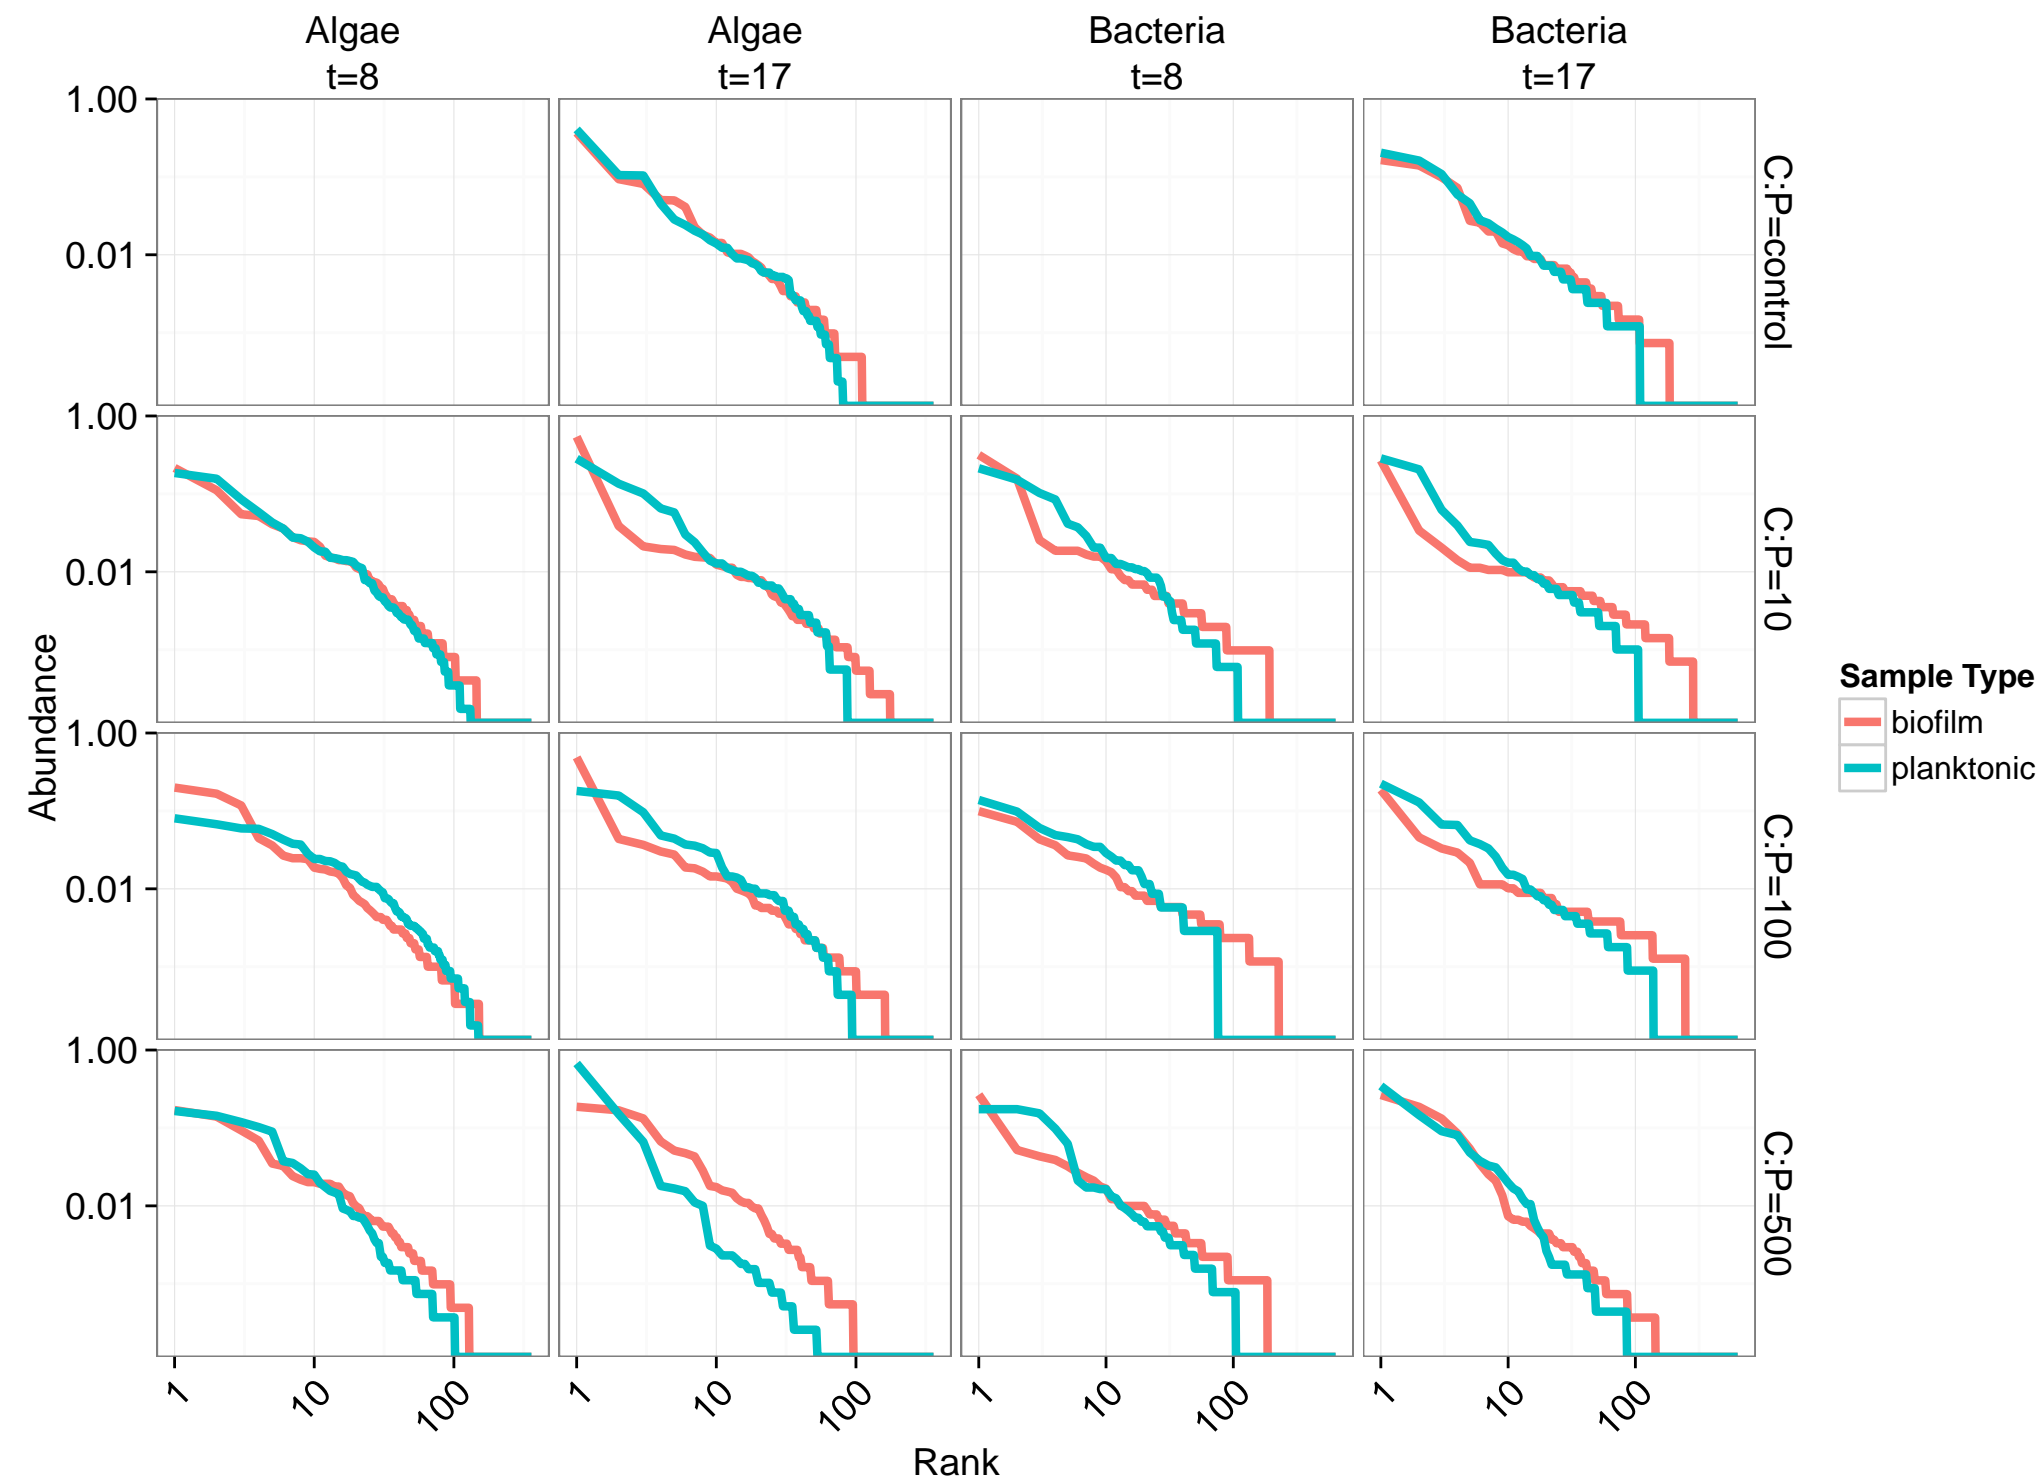 Algae
t=8
Algae
t=17
Bacteria
t=8
Bacteria
t=17
1.00
0.01
C:P=control
1.00
0.01
C:P=10
1.00
0.01
C:P=100
1.00
0.01
C:P=500
Abundance
1
10
100
1
10
100
1
10
100
1
10
100
Rank
Sample Type
biofilm
planktonic